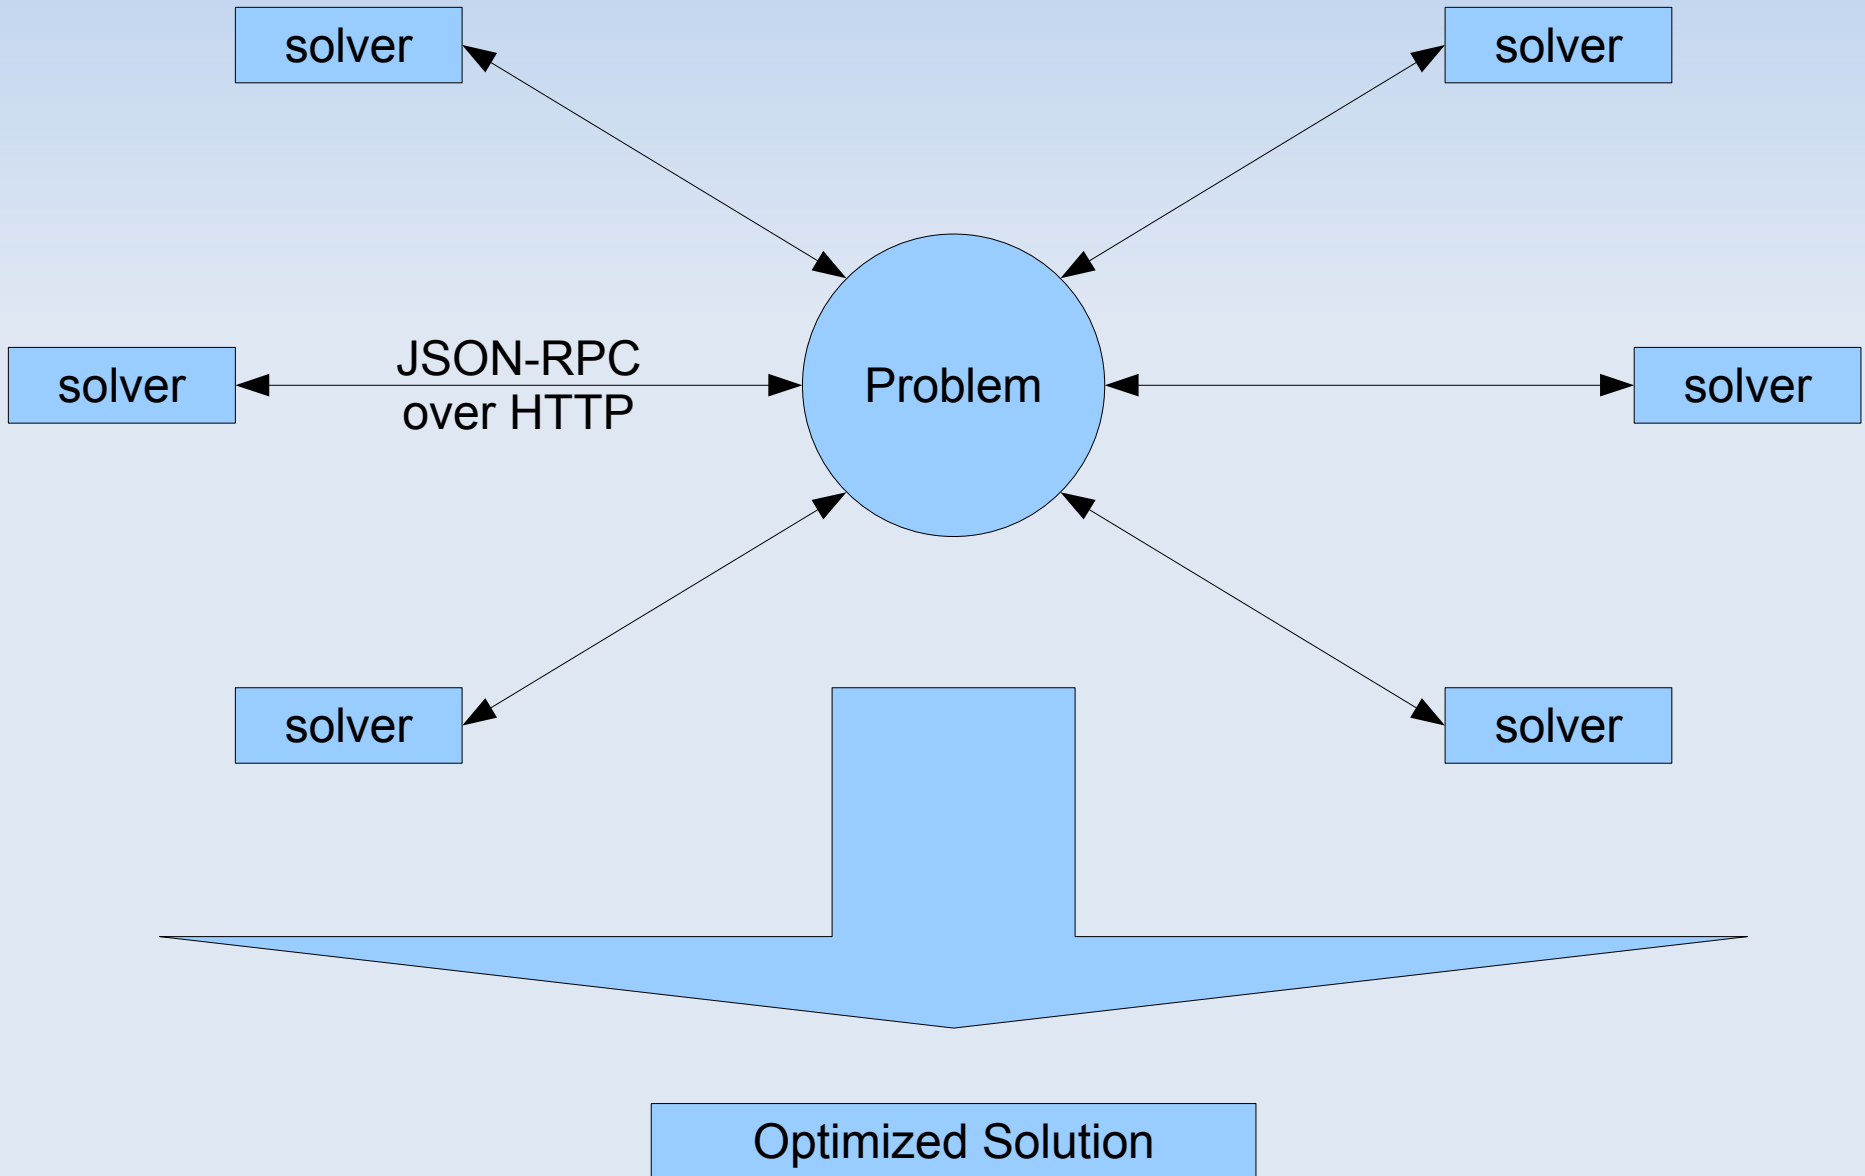 solver
solver
JSON-RPC
over HTTP
solver
Problem
solver
solver
solver
Optimized Solution